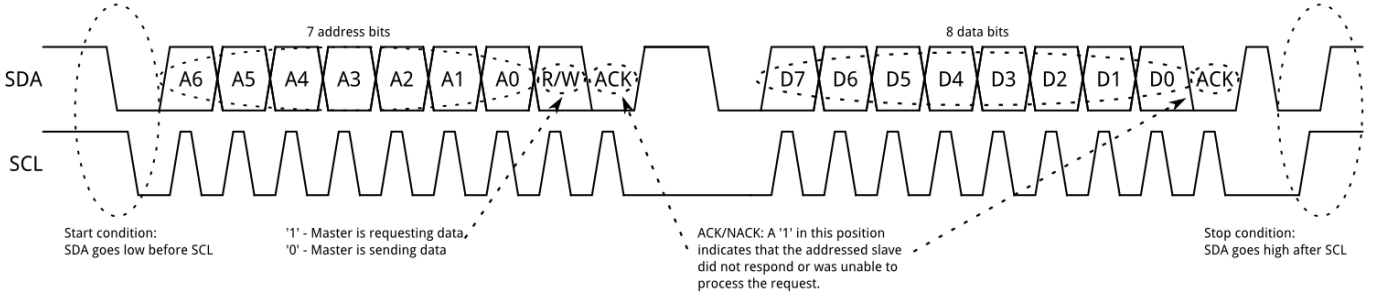 7 address bits
8 data bits
SDA
A6 A5 A4 A3 A2 A1 A0 R/W ACK
D7 D6 D5 D4 D3 D2 D1 D0 ACK
SCL
Start condition:
SDA goes low before SCL
'1' - Master is requesting data,
'0' - Master is sending data
ACK/NACK: A '1' in this position
indicates that the addressed slave
did not respond or was unable to
process the request.
Stop condition:
SDA goes high after SCL